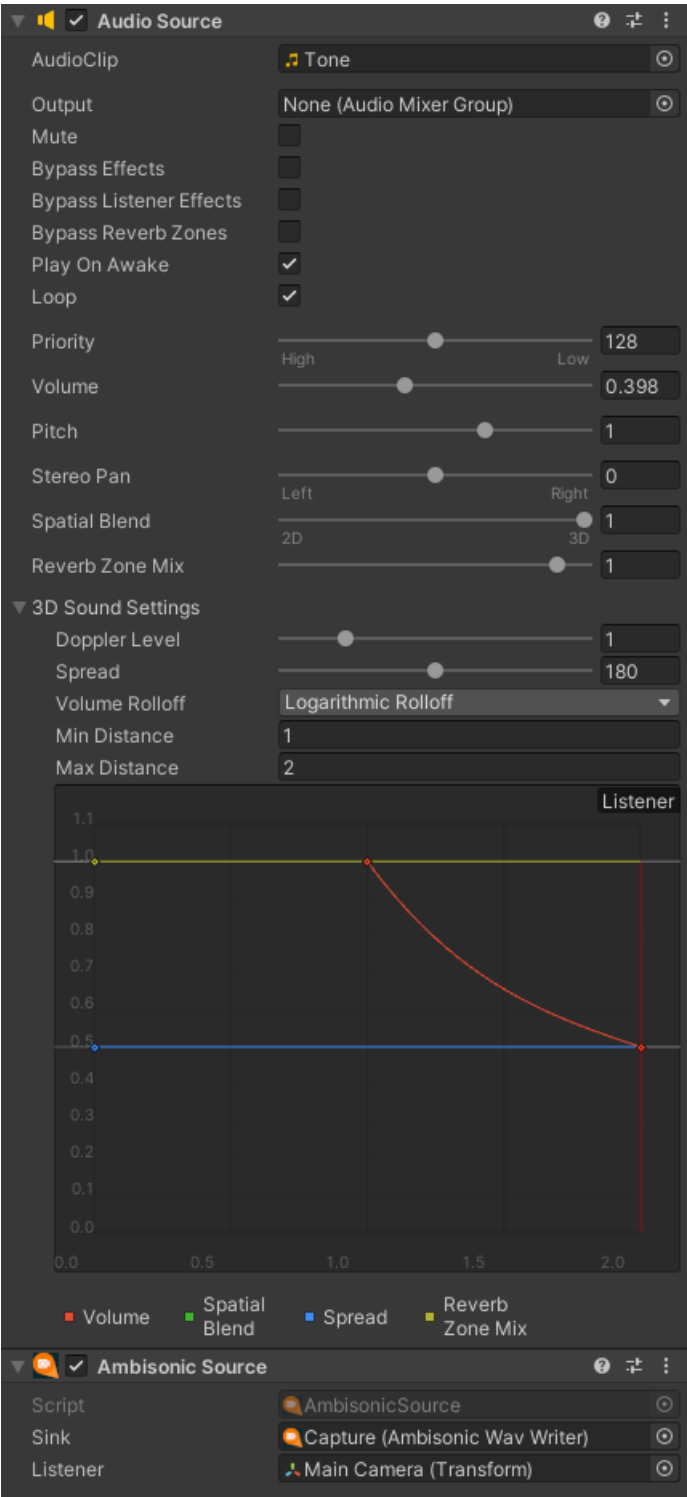 Audio Source
AudioClip Tone
Output None (Audio Mixer Group)
Mute
Bypass Effects
Bypass Listener Effects
Bypass Reverb Zones
Play On Awake
Loop
Priority 128
High Low
Volume 0.398
Pitch 1
Stereo Pan 0
Left Right
Spatial Blend 1
2D 3D
Reverb Zone Mix 1
3D Sound Settings
Doppler Level 1
Spread 180
Volume Rolloff Logarithmic Rolloff
Min Distance 1
Max Distance 2
Listener
1.1
1.0
0.9
0.8
0.7
0.6
0.5
0.4
0.3
0.2
0.1
0.0
0.0 0.5 1.0 1.5 2.0
Volume Spatial Blend Spread Reverb Zone Mix
Ambisonic Source
Script AmbisonicSource
Sink Capture (Ambisonic Wav Writer)
Listener Main Camera (Transform)